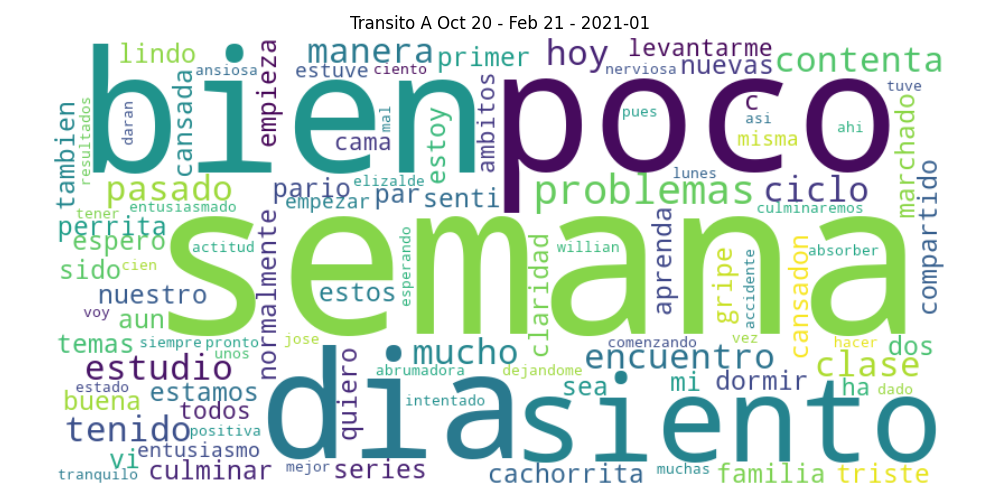 Transito A Oct 20 - Feb 21 - 2021-01
lindo
ansiosa
empieza
manera
primer
hoy
levantarme
contenta
estuve
ciento
nerviosa
nuevas
tuve
bien
poco
tambien
resultados
daran
cansada
cama
mal
estoy
ambitos
pues
c
asi
misma
ahi
marchado
pasado
pario
elizalde
par
senti
empezar
problemas
lunes
ciclo
compartido
tener
entusiasmado
culminaremos
perrita
espero
semana
actitud
esperando
willian
absorber
sido
cien
normalmente
claridad
aprenda
gripe
accidente
cansadon
nuestro
estos
voy
aun
temas
siempre
pronto
unos
jose
mucho
comenzando
vez
hacer
dos
estudio
quiero
abrumadora
dejandome
encuentro
clase
estado
estamos
dia
intentado
sea
mi
dormir
ha
dado
buena
todos
siento
tenido
positiva
entusiasmo
vi
tranquilo
culminar
mejor
series
cachorrita
muchas
familia
triste